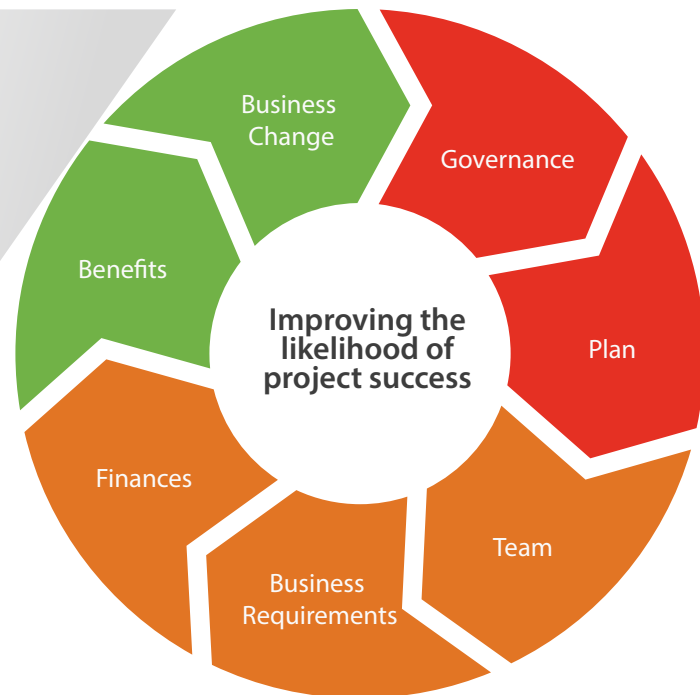 Business
Change
Governance
Benefits
Improving the
likelihood of
project success
Plan
Finances
Team
Business
Requirements